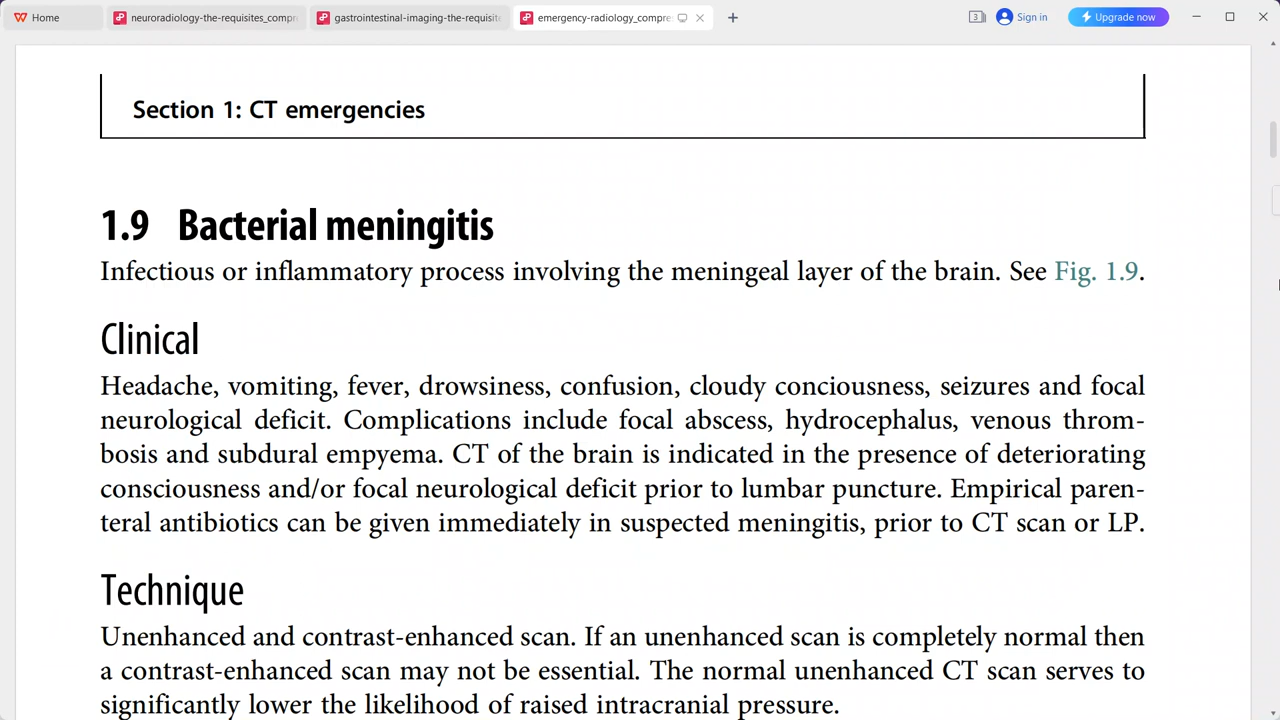 Home
neuroradiology-the-requisites_compre
gastrointestinal-imaging-the-requisite
emergency-radiology_compre
3
Sign in
Upgrade now
Section 1: CT emergencies
1.9 Bacterial meningitis
Infectious or inflammatory process involving the meningeal layer of the brain. See Fig. 1.9.
Clinical
Headache, vomiting, fever, drowsiness, confusion, cloudy conciousness, seizures and focal
neurological deficit. Complications include focal abscess, hydrocephalus, venous throm-
bosis and subdural empyema. CT of the brain is indicated in the presence of deteriorating
consciousness and/or focal neurological deficit prior to lumbar puncture. Empirical paren-
teral antibiotics can be given immediately in suspected meningitis, prior to CT scan or LP.
Technique
Unenhanced and contrast-enhanced scan. If an unenhanced scan is completely normal then
a contrast-enhanced scan may not be essential. The normal unenhanced CT scan serves to
significantly lower the likelihood of raised intracranial pressure.